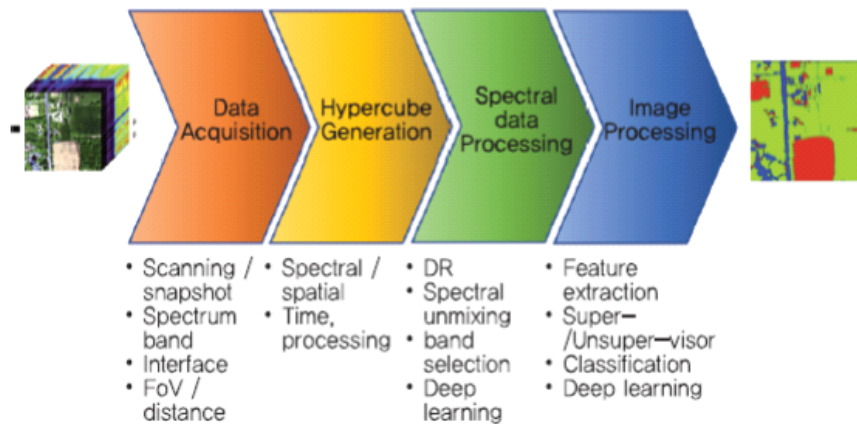 Data
Acquisition
Hypercube
Generation
Spectral
data
Processing
Image
Processing
• Scanning /
snapshot
• Spectrum
band
• Interface
• FoV /
distance
• Spectral /
spatial
• Time,
processing
• DR
• Spectral
unmixing
• band
selection
• Deep
learning
• Feature
extraction
• Super-
/Unsuper-visor
• Classification
• Deep learning